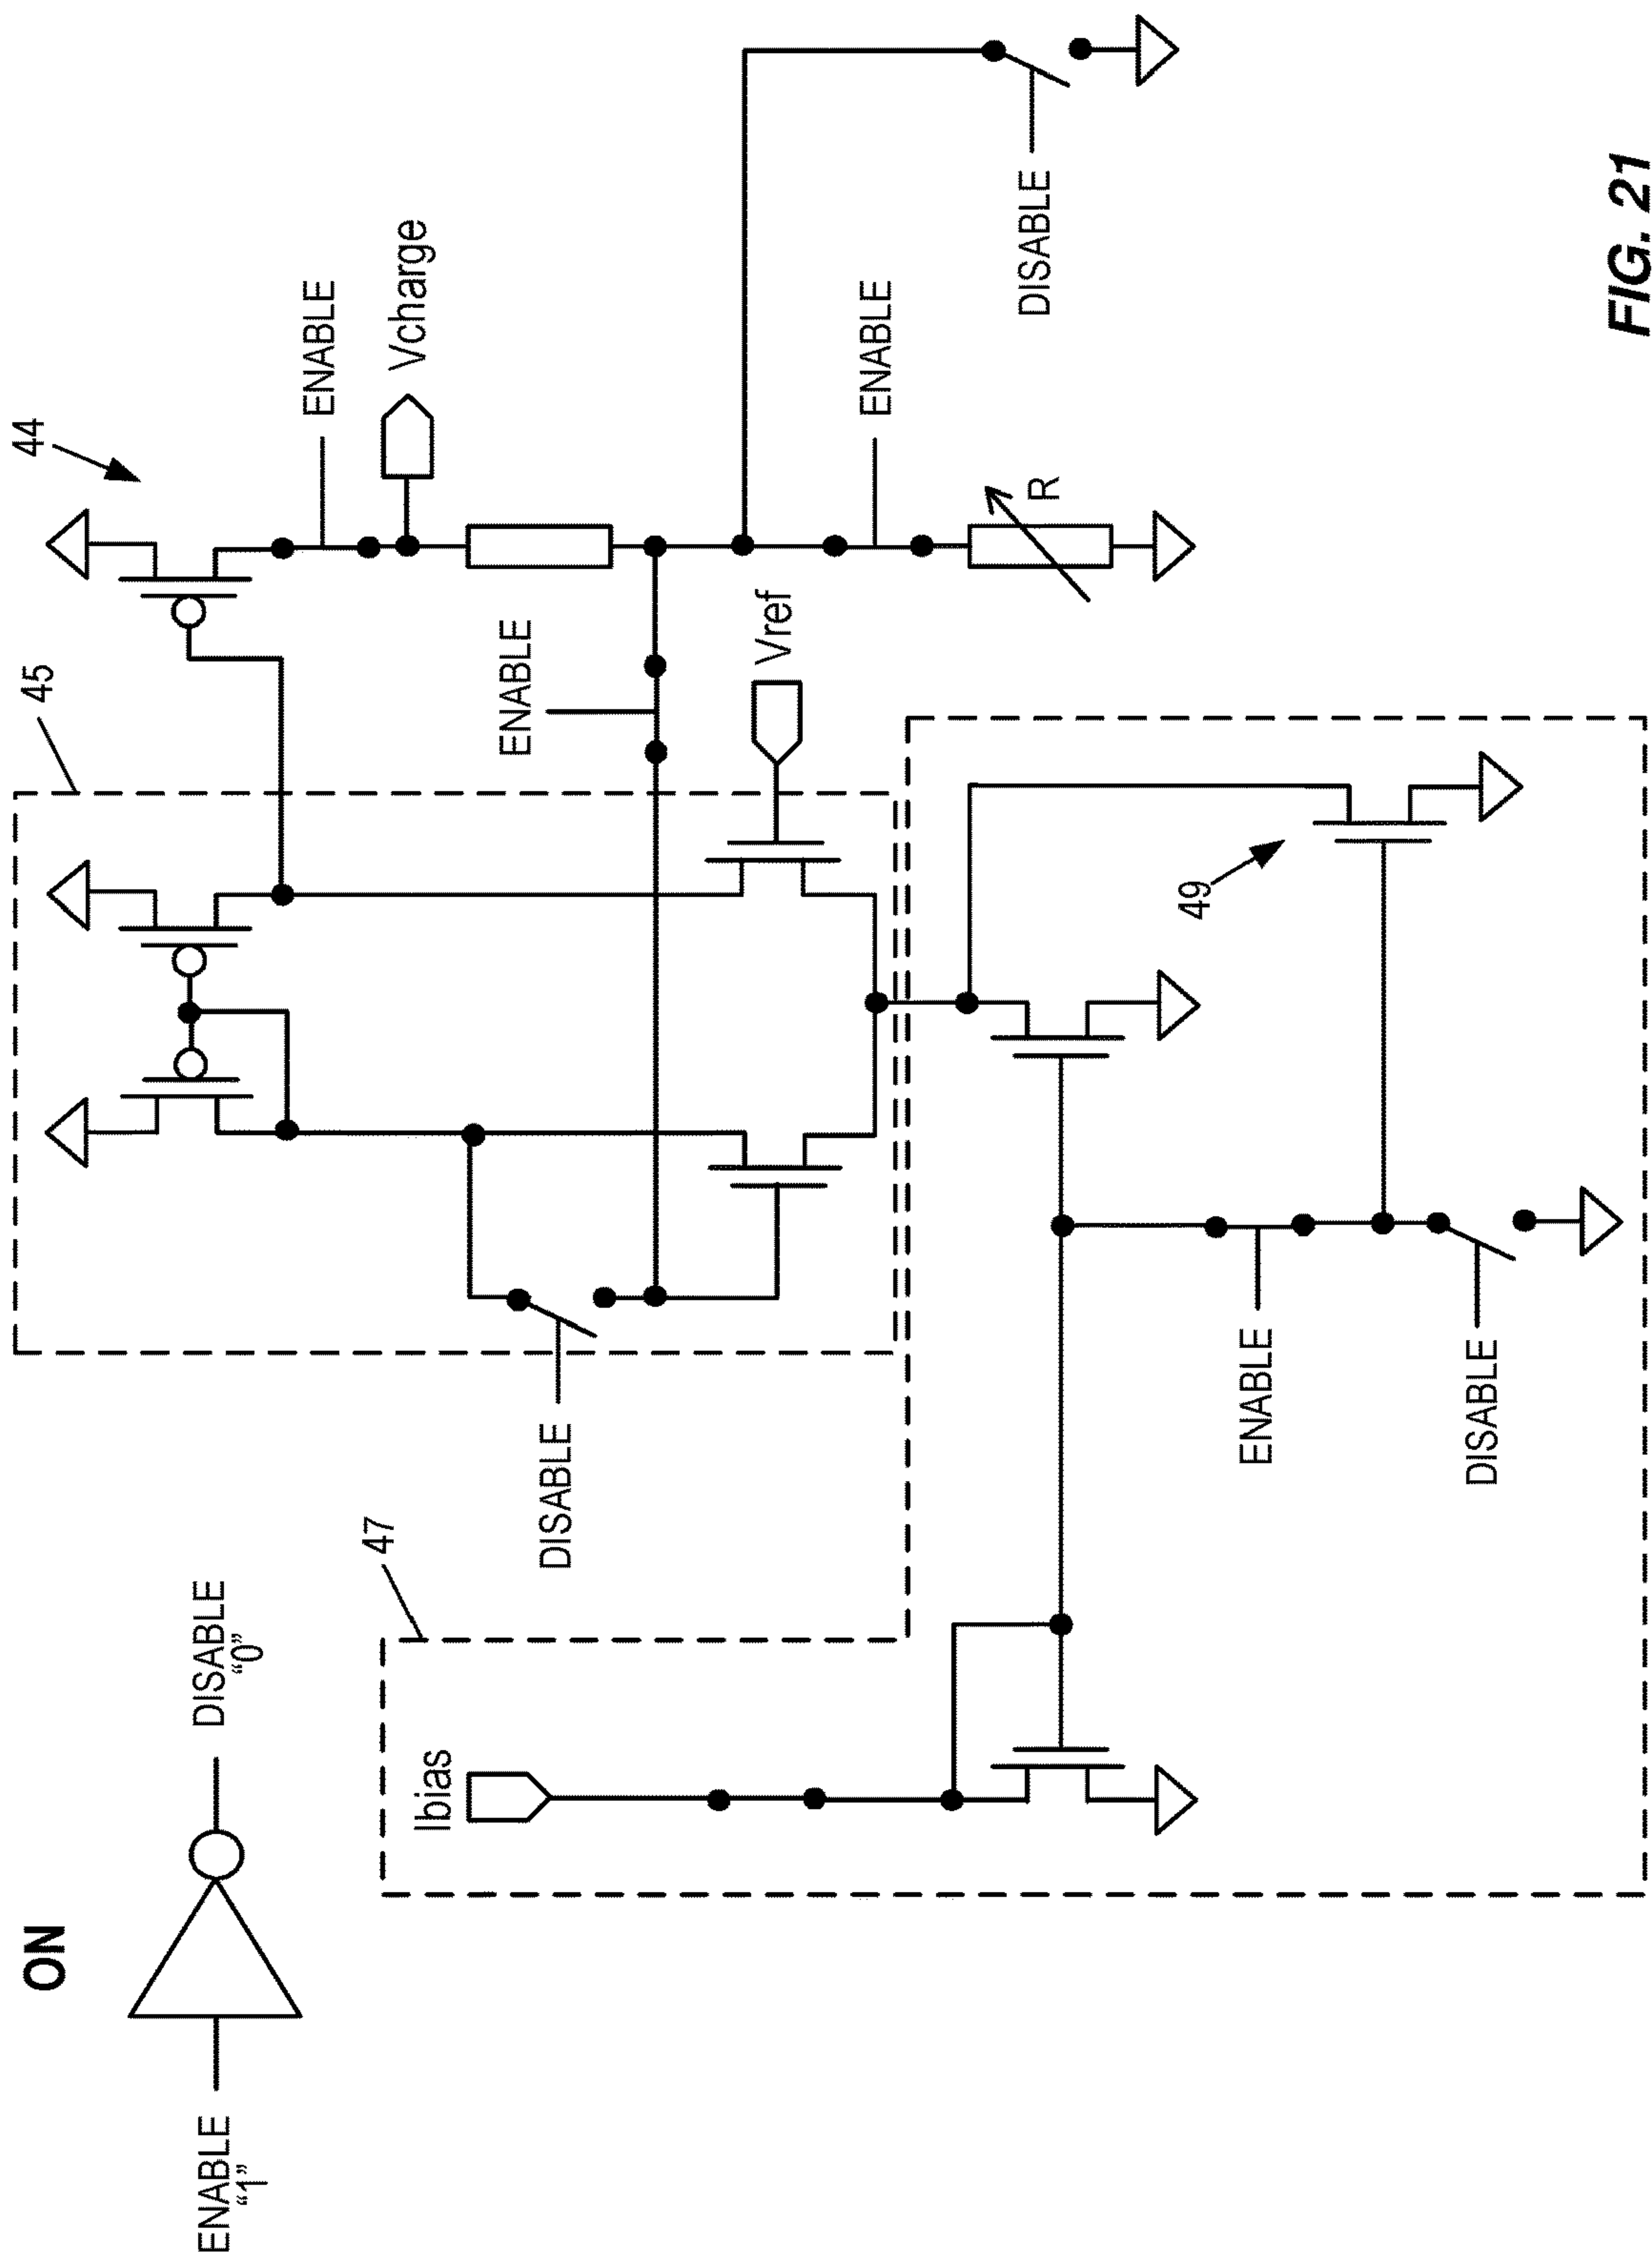 ON
ENABLE
“1”
DISABLE
“0”
47
Ibias
45
44
DISABLE
ENABLE
ENABLE
Vcharge
Vref
ENABLE
R
DISABLE
49
ENABLE
DISABLE
FIG. 21